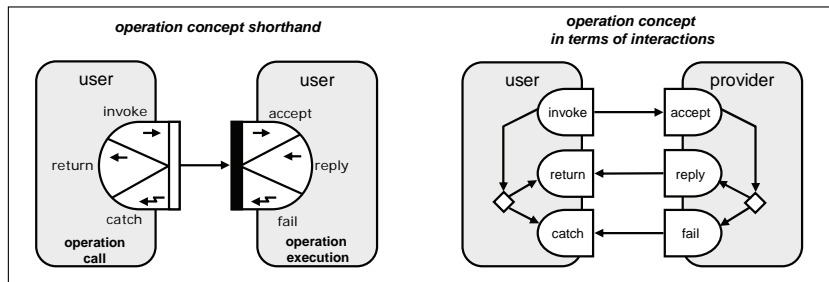 operation concept shorthand
user
invoke
return
catch
operation
call
user
accept
reply
fail
operation
execution
operation concept
in terms of interactions
user
provider
invoke
accept
return
reply
catch
fail